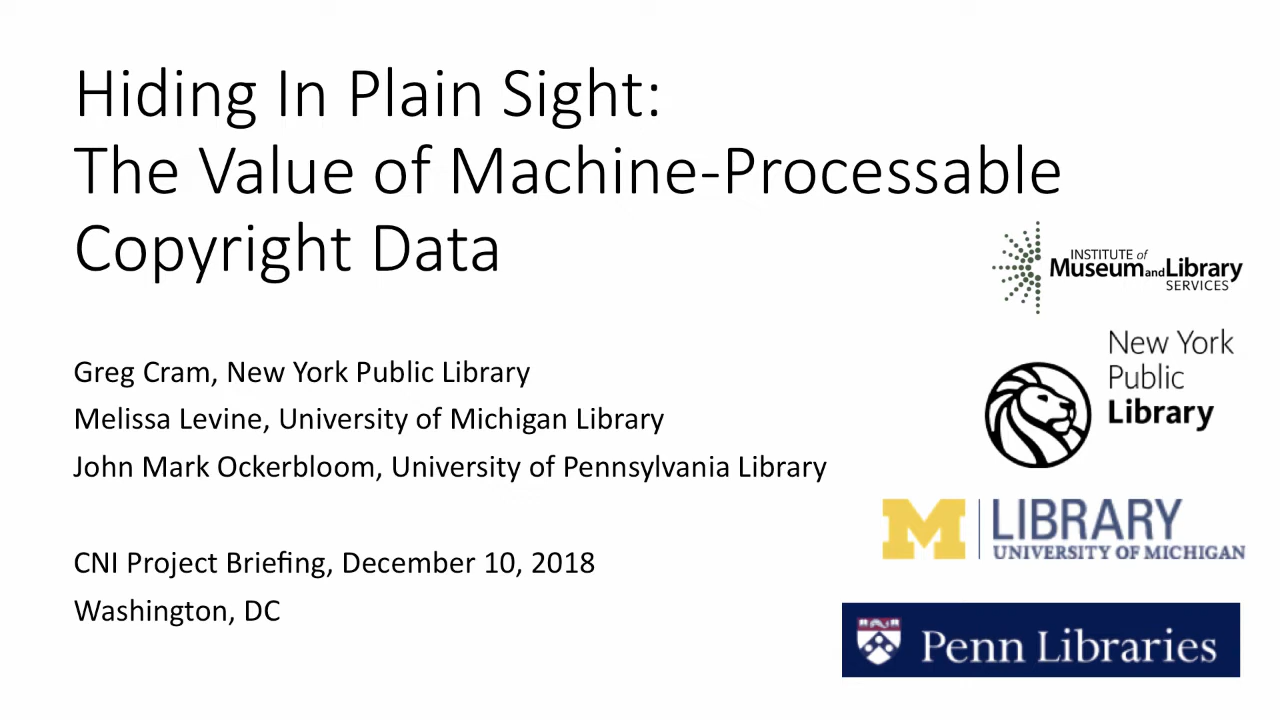 Hiding In Plain Sight:
The Value of Machine-Processable
Copyright Data
INSTITUTE of
Museum and Library
SERVICES
Greg Cram, New York Public Library
Melissa Levine, University of Michigan Library
John Mark Ockerbloom, University of Pennsylvania Library
New York
Public
Library
CNI Project Briefing, December 10, 2018
Washington, DC
M LIBRARY
UNIVERSITY OF MICHIGAN
Penn Libraries